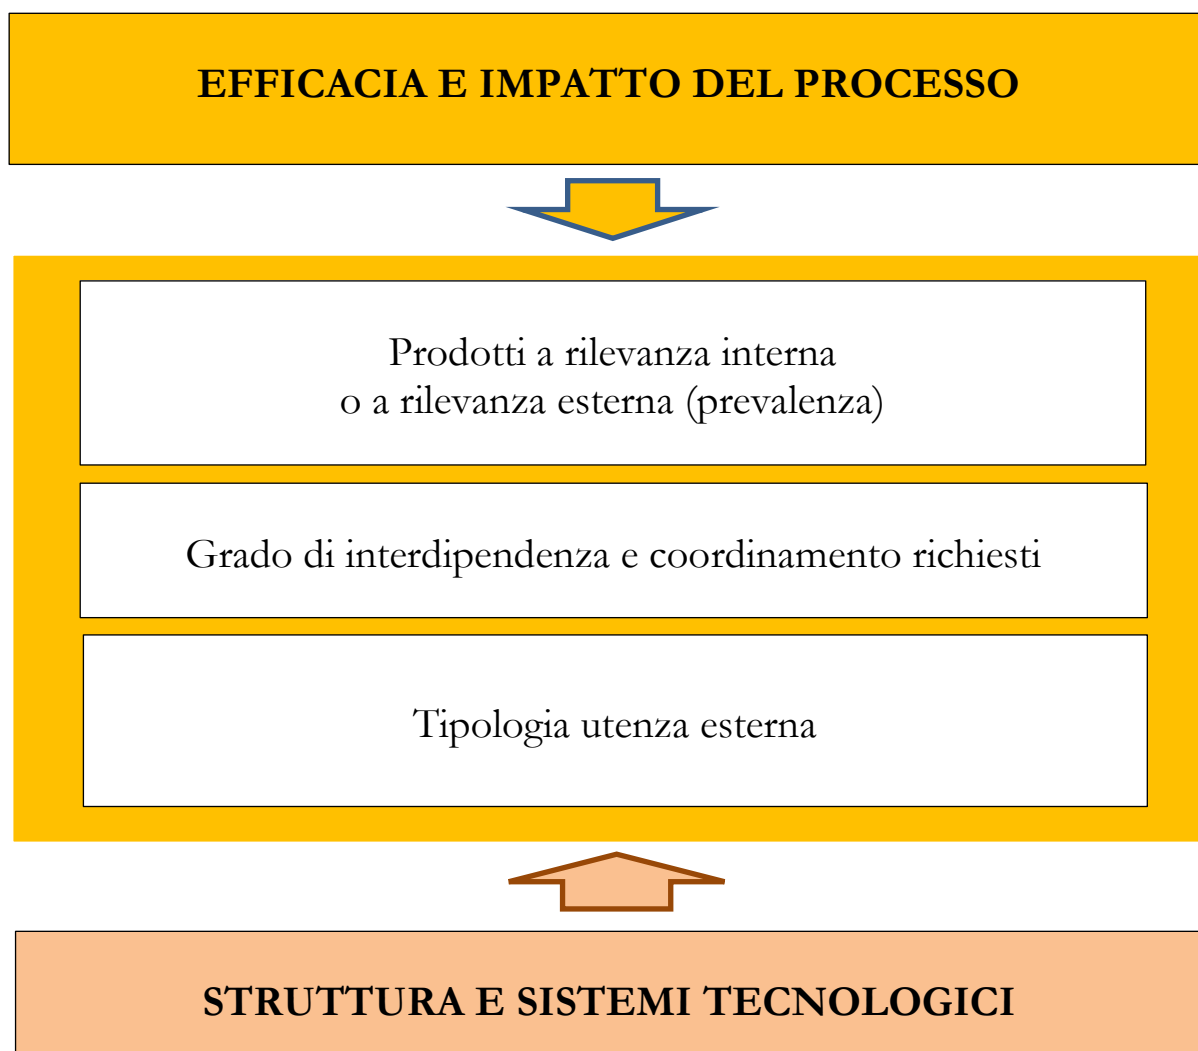 EFFICACIA E IMPATTO DEL PROCESSO
Prodotti a rilevanza interna
o a rilevanza esterna (prevalenza)
Grado di interdipendenza e coordinamento richiesti
Tipologia utenza esterna
STRUTTURA E SISTEMI TECNOLOGICI